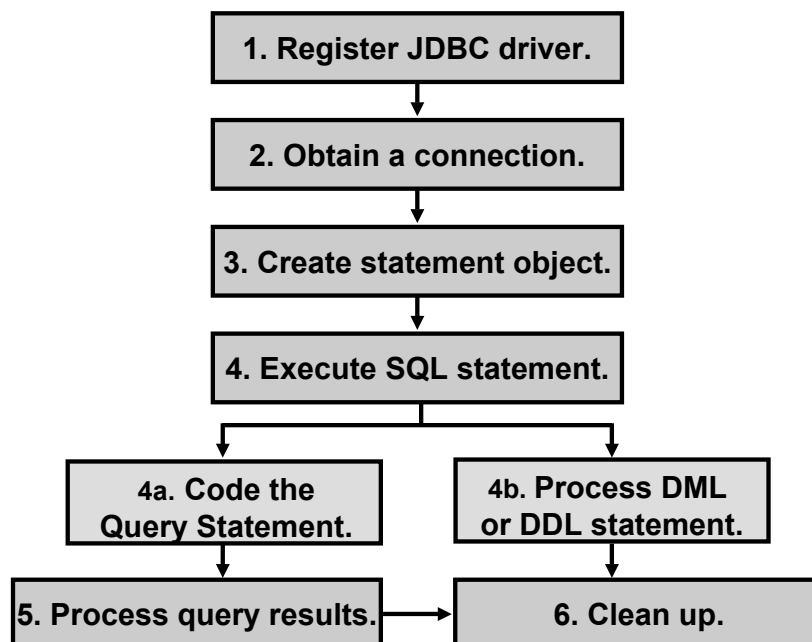 1. Register JDBC driver.
2. Obtain a connection.
3. Create statement object.
4. Execute SQL statement.
4a. Code the
Query Statement.
4b. Process DML
or DDL statement.
5. Process query results.
6. Clean up.